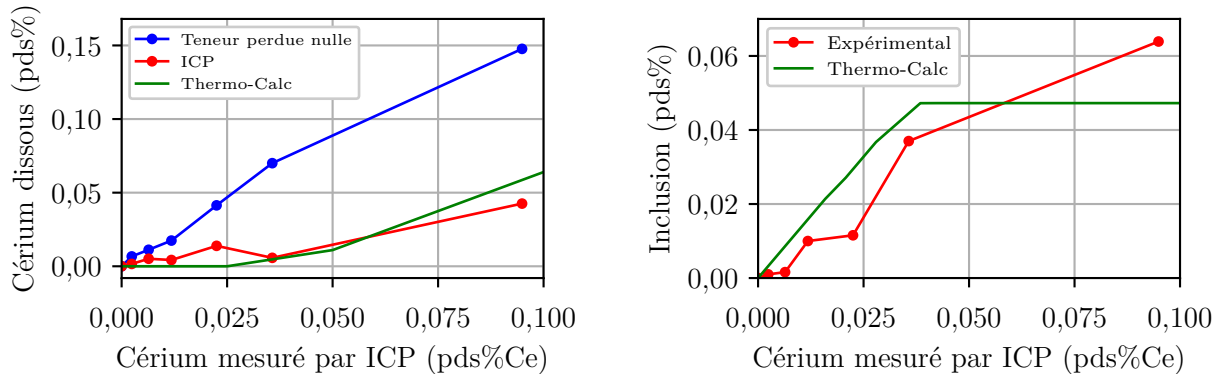 Cérium dissous (pds%)
0,15
0,10
0,05
0,00
Teneur perdue nulle
ICP
Thermo-Calc
0,000 0,025 0,050 0,075 0,100
Cérium mesuré par ICP (pds%Ce)
Inclusion (pds%)
0,06
0,04
0,02
0,00
Expérimental
Thermo-Calc
0,000 0,025 0,050 0,075 0,100
Cérium mesuré par ICP (pds%Ce)